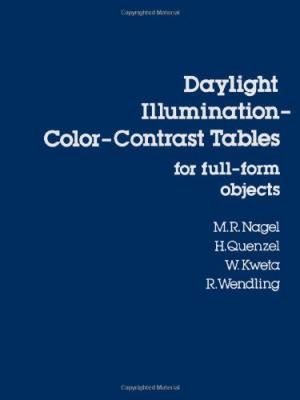 Daylight
Illumination–
Color–Contrast Tables
for full–form
objects
M.R.Nagel
H.Quenzel
W.Kweta
R.Wendling